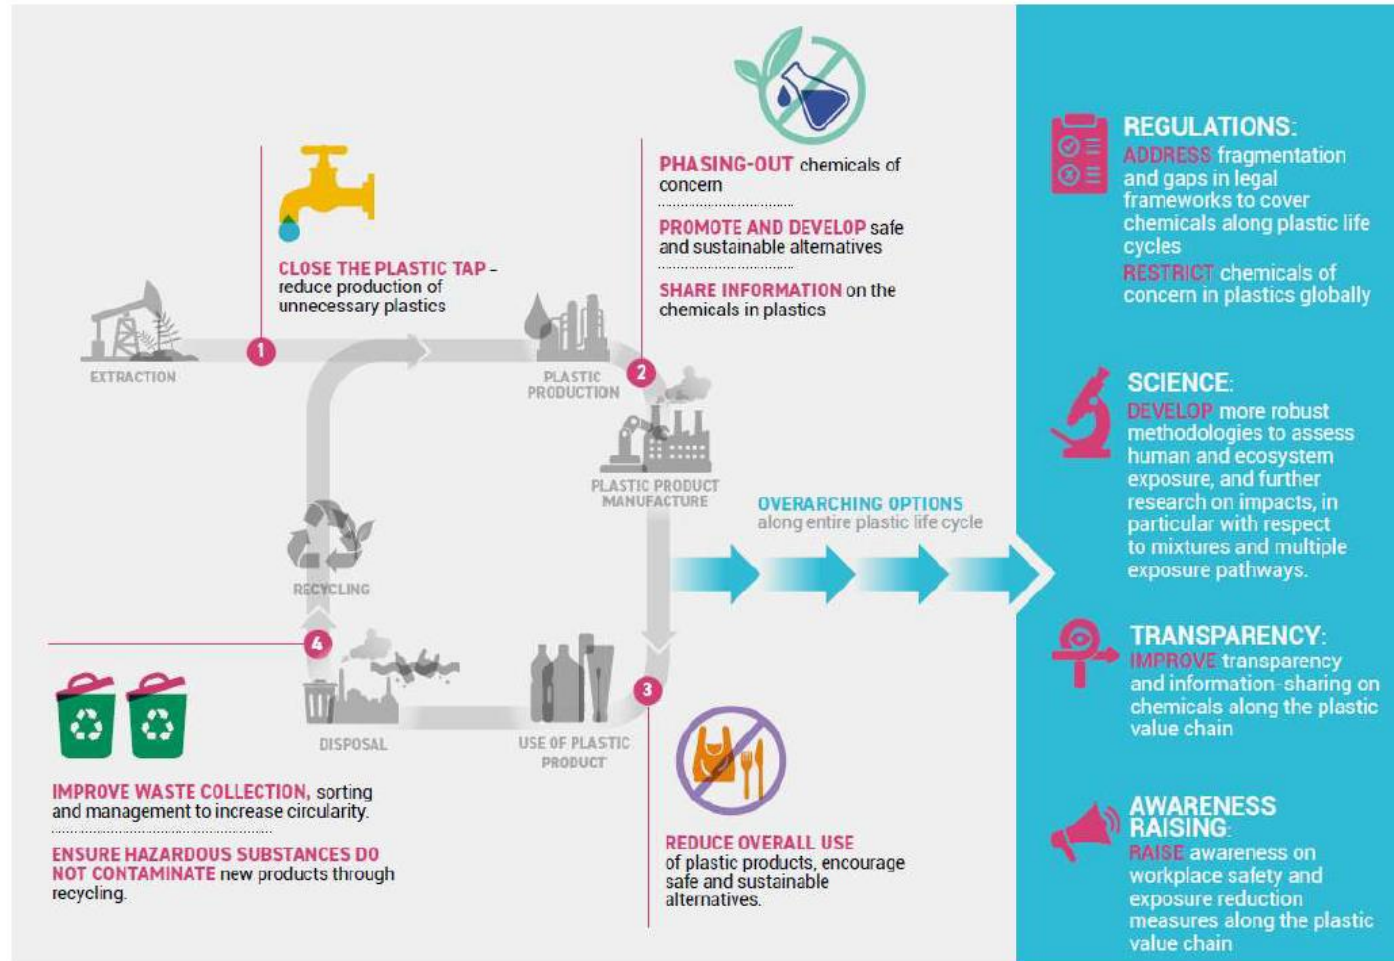 CLOSE THE PLASTIC TAP –
reduce production of
unnecessary plastics
EXTRACTION
1
PHASING-OUT chemicals of
concern
PROMOTE AND DEVELOP safe
and sustainable alternatives
SHARE INFORMATION on the
chemicals in plastics
PLASTIC
PRODUCTION
2
PLASTIC PRODUCT
MANUFACTURE
OVERARCHING OPTIONS
along entire plastic life cycle
RECYCLING
4
DISPOSAL
USE OF PLASTIC
PRODUCT
3
IMPROVE WASTE COLLECTION, sorting
and management to increase circularity.
ENSURE HAZARDOUS SUBSTANCES DO
NOT CONTAMINATE new products through
recycling.
REDUCE OVERALL USE
of plastic products, encourage
safe and sustainable
alternatives.
REGULATIONS:
ADDRESS fragmentation
and gaps in legal
frameworks to cover
chemicals along plastic life
cycles
RESTRICT chemicals of
concern in plastics globally
SCIENCE:
DEVELOP more robust
methodologies to assess
human and ecosystem
exposure, and further
research on impacts, in
particular with respect
to mixtures and multiple
exposure pathways.
TRANSPARENCY:
IMPROVE transparency
and information-sharing on
chemicals along the plastic
value chain
AWARENESS
RAISING:
RAISE awareness on
workplace safety and
exposure reduction
measures along the plastic
value chain